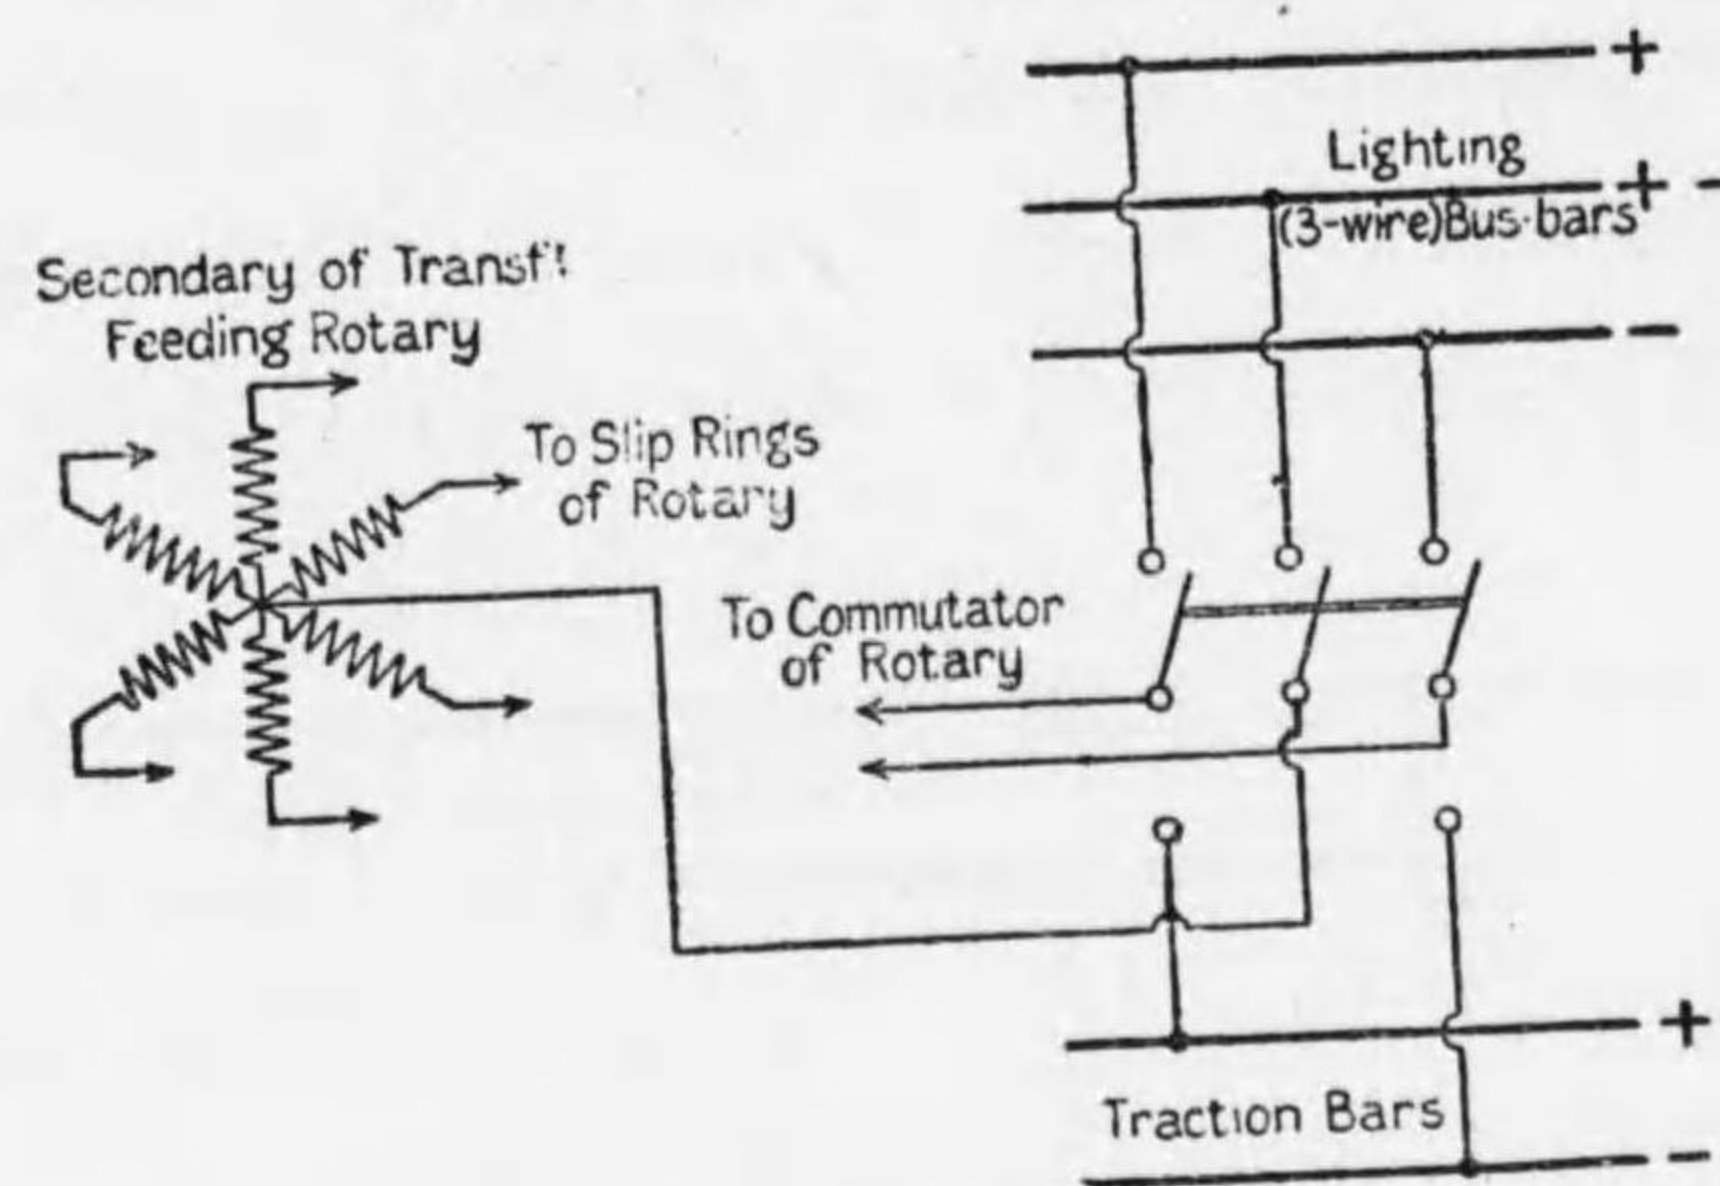 Secondary of Transf!
Feeding Rotary
To Slip Rings
of Rotary
To Commutator
of Rotary
+
Lighting
+ -
(3-wire) Bus-bars
-
+
Traction Bars
-